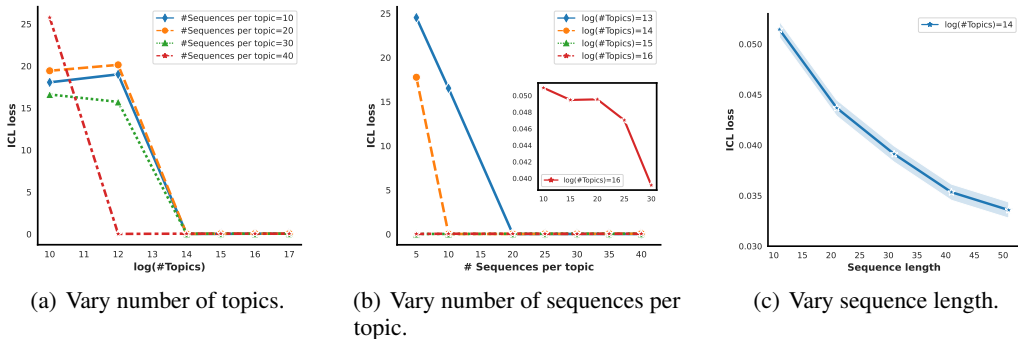 25
20
15
10
5
0
ICL loss
10 11 12 13 14 15 16 17
log(#Topics)
#Sequences per topic=10
#Sequences per topic=20
#Sequences per topic=30
#Sequences per topic=40
(a) Vary number of topics.
25
20
15
10
5
0
ICL loss
5 10 15 20 25 30 35 40
# Sequences per topic
log(#Topics)=13
log(#Topics)=14
log(#Topics)=15
log(#Topics)=16
0.050
0.048
0.046
0.044
0.042
0.040
10 15 20 25 30
log(#Topics)=16
(b) Vary number of sequences per
topic.
0.050
0.045
0.040
0.035
0.030
ICL loss
10 15 20 25 30 35 40 45 50
Sequence length
log(#Topics)=14
(c) Vary sequence length.